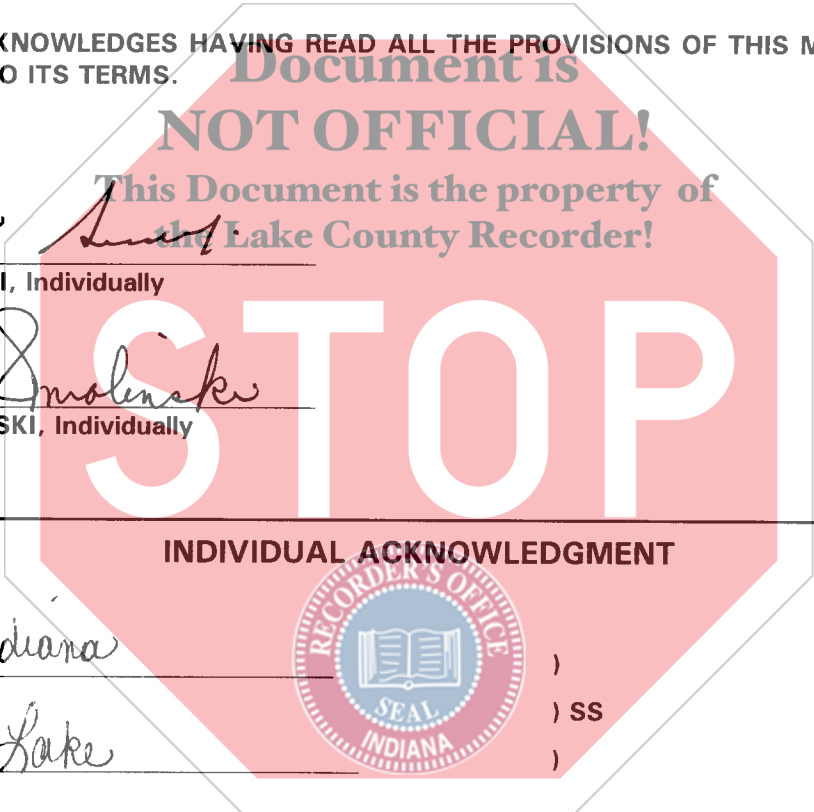 KNOWLEDGES HAVING READ ALL THE PROVISIONS OF THIS M
O ITS TERMS.
Document is
NOT OFFICIAL!
This Document is the property of
the Lake County Recorder!
I, Individually
Smolinski
SKI, Individually
STOP
INDIVIDUAL ACKNOWLEDGMENT
RECORDER'S OFFICE
SEAL
INDIANA
diana )
) SS
Lake )